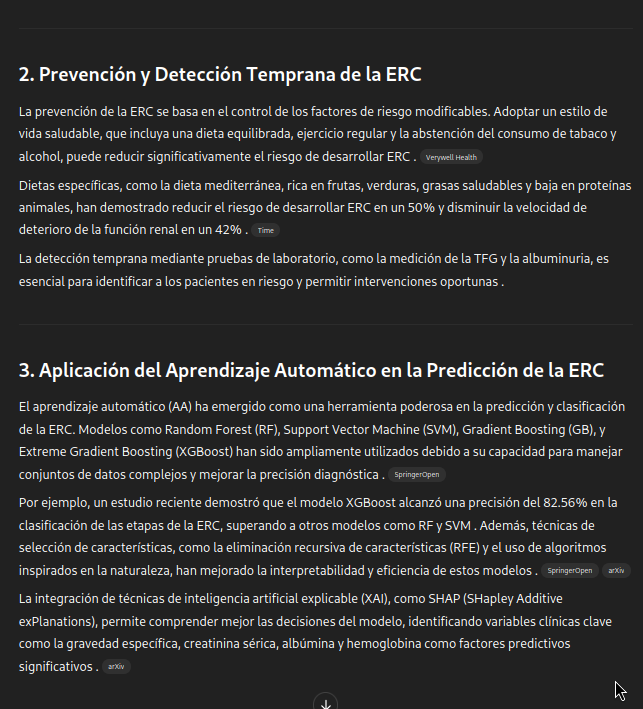 2. Prevención y Detección Temprana de la ERC
La prevención de la ERC se basa en el control de los factores de riesgo modificables. Adoptar un estilo de
vida saludable, que incluya una dieta equilibrada, ejercicio regular y la abstención del consumo de tabaco y
alcohol, puede reducir significativamente el riesgo de desarrollar ERC . Verywell Health
Dietas específicas, como la dieta mediterránea, rica en frutas, verduras, grasas saludables y baja en proteínas
animales, han demostrado reducir el riesgo de desarrollar ERC en un 50% y disminuir la velocidad de
deterioro de la función renal en un 42% . Time
La detección temprana mediante pruebas de laboratorio, como la medición de la TFG y la albuminuria, es
esencial para identificar a los pacientes en riesgo y permitir intervenciones oportunas .
3. Aplicación del Aprendizaje Automático en la Predicción de la ERC
El aprendizaje automático (AA) ha emergido como una herramienta poderosa en la predicción y clasificación
de la ERC. Modelos como Random Forest (RF), Support Vector Machine (SVM), Gradient Boosting (GB), y
Extreme Gradient Boosting (XGBoost) han sido ampliamente utilizados debido a su capacidad para manejar
conjuntos de datos complejos y mejorar la precisión diagnóstica . SpringerOpen
Por ejemplo, un estudio reciente demostró que el modelo XGBoost alcanzó una precisión del 82.56% en la
clasificación de las etapas de la ERC, superando a otros modelos como RF y SVM . Además, técnicas de
selección de características, como la eliminación recursiva de características (RFE) y el uso de algoritmos
inspirados en la naturaleza, han mejorado la interpretabilidad y eficiencia de estos modelos . SpringerOpen arXiv
La integración de técnicas de inteligencia artificial explicable (XAI), como SHAP (SHapley Additive
exPlanations), permite comprender mejor las decisiones del modelo, identificando variables clínicas clave
como la gravedad específica, creatinina sérica, albúmina y hemoglobina como factores predictivos
significativos . arXiv